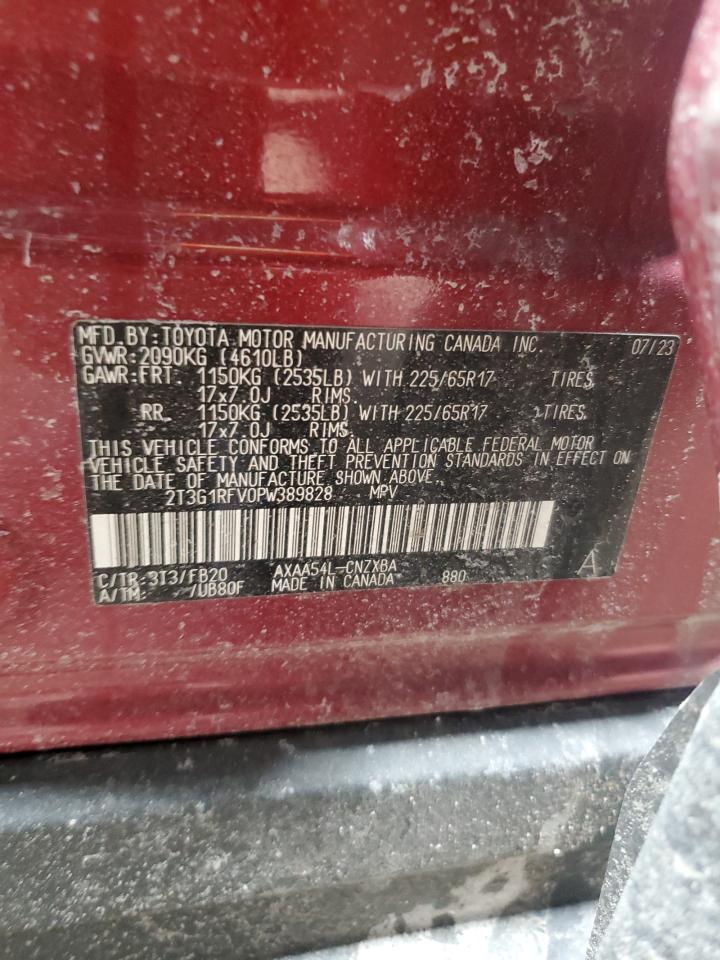 MFD. BY: TOYOTA MOTOR MANUFACTURING CANADA INC. 07/23
GVWR: 2090KG (4610LB)
GAWR: FRT. 1150KG (2535LB) WITH 225/65R17 TIRES,
17x7.0J RIMS,
RR. 1150KG (2535LB) WITH 225/65R17 TIRES,
17x7.0J RIMS,
THIS VEHICLE CONFORMS TO ALL APPLICABLE FEDERAL MOTOR
VEHICLE SAFETY AND THEFT PREVENTION STANDARDS IN EFFECT ON
THE DATE OF MANUFACTURE SHOWN ABOVE.
2T3G1RFV0PW389828 MPV
C/TR: 3T3/FB20 AXAA54L-CNZXBA A
A/TM: /UB80F MADE IN CANADA 880